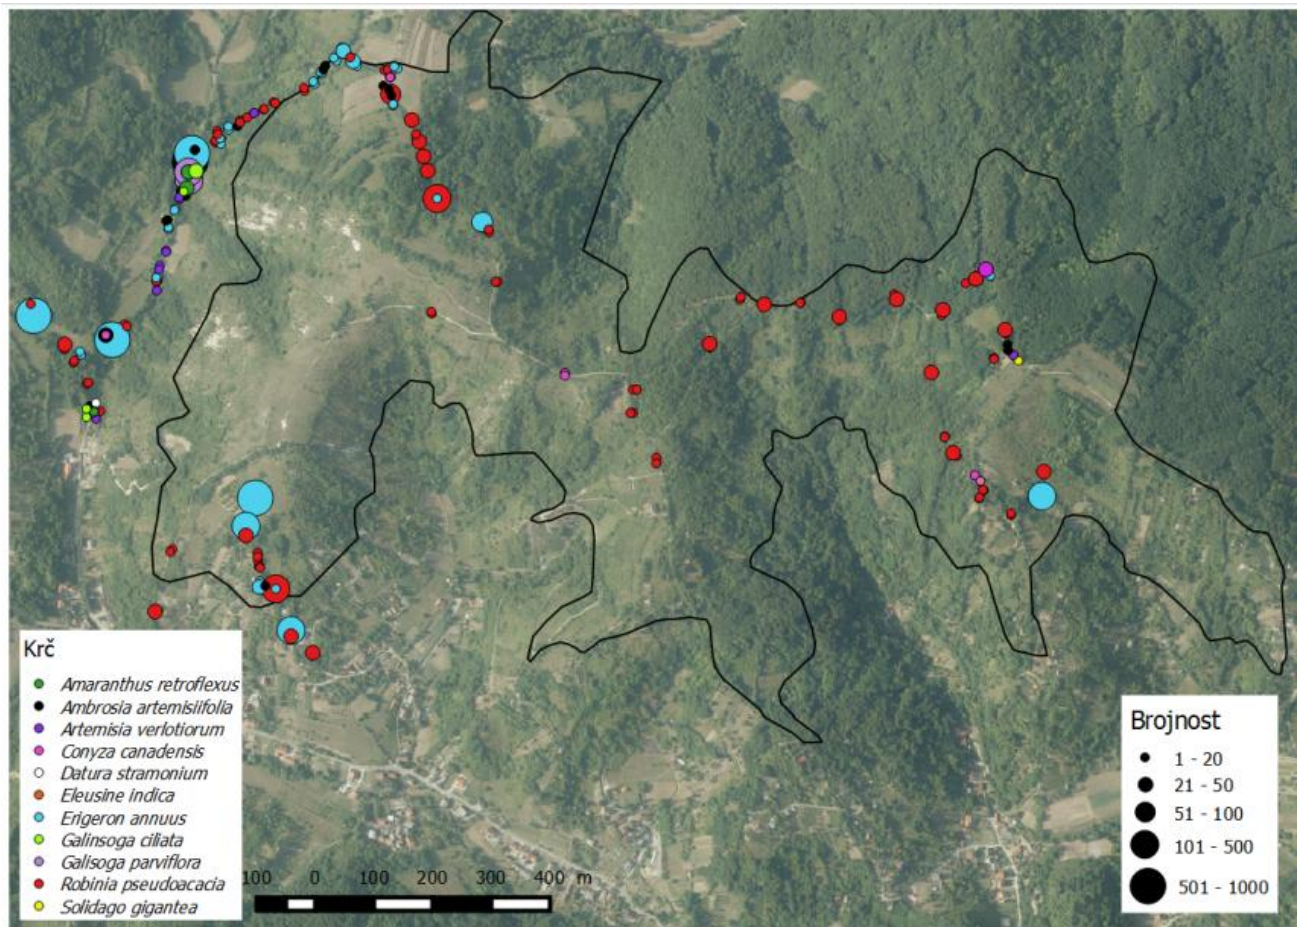 Krč
Amaranthus retroflexus
Ambrosia artemisiifolia
Artemisia verlotiorum
Conyza canadensis
Datura stramonium
Eleusine indica
Erigeron annuus
Galinsoga ciliata
Galisoga parviflora
Robinia pseudoacacia
Solidago gigantea
100 0 100 200 300 400 m
Brojnost
1 - 20
21 - 50
51 - 100
101 - 500
501 - 1000